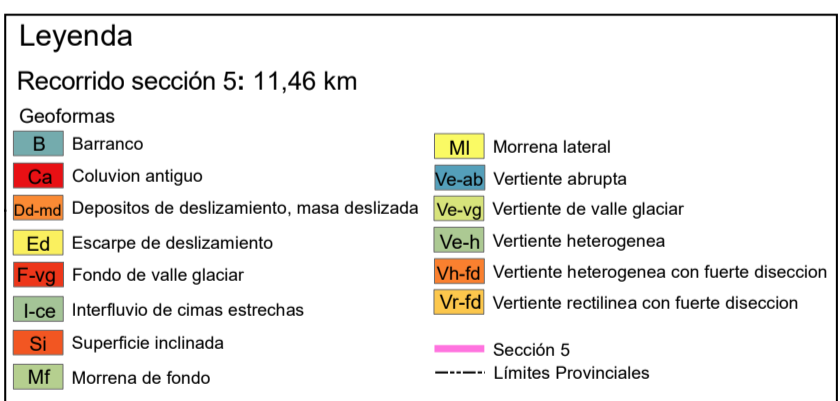 Leyenda
Recorrido sección 5: 11,46 km
Geoformas
B Barranco
Ca Coluvion antiguo
Dd-md Depositos de deslizamiento, masa deslizada
Ed Escarpe de deslizamiento
F-vg Fondo de valle glaciar
I-ce Interfluvio de cimas estrechas
Si Superficie inclinada
Mf Morrena de fondo
Ml Morrena lateral
Ve-ab Vertiente abrupta
Ve-vg Vertiente de valle glaciar
Ve-h Vertiente heterogenea
Vh-fd Vertiente heterogenea con fuerte diseccion
Vr-fd Vertiente rectilinea con fuerte diseccion
Sección 5
Límites Provinciales